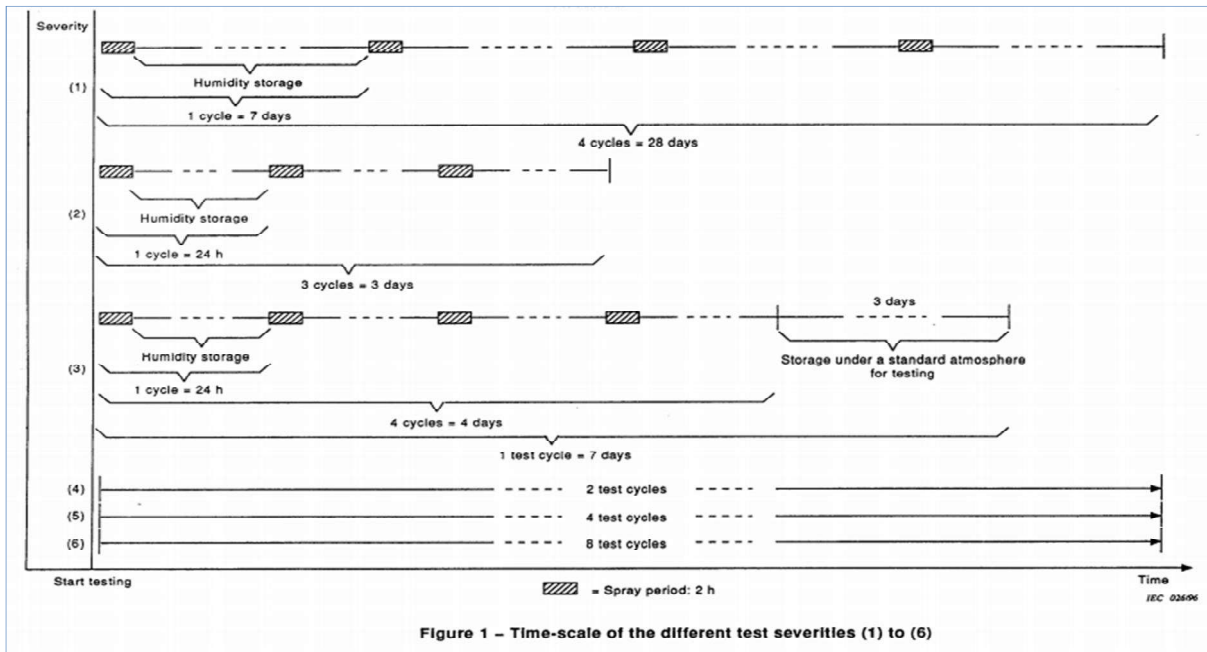 Severity
Humidity storage
(1)
1 cycle = 7 days
4 cycles = 28 days
(2)
Humidity storage
1 cycle = 24 h
3 cycles = 3 days
3 days
Humidity storage
Storage under a standard atmosphere
for testing
(3)
1 cycle = 24 h
4 cycles = 4 days
1 test cycle = 7 days
(4)
2 test cycles
(5)
4 test cycles
(6)
8 test cycles
Start testing
Time
= Spray period: 2 h
IEC 026/96
Figure 1 – Time-scale of the different test severities (1) to (6)